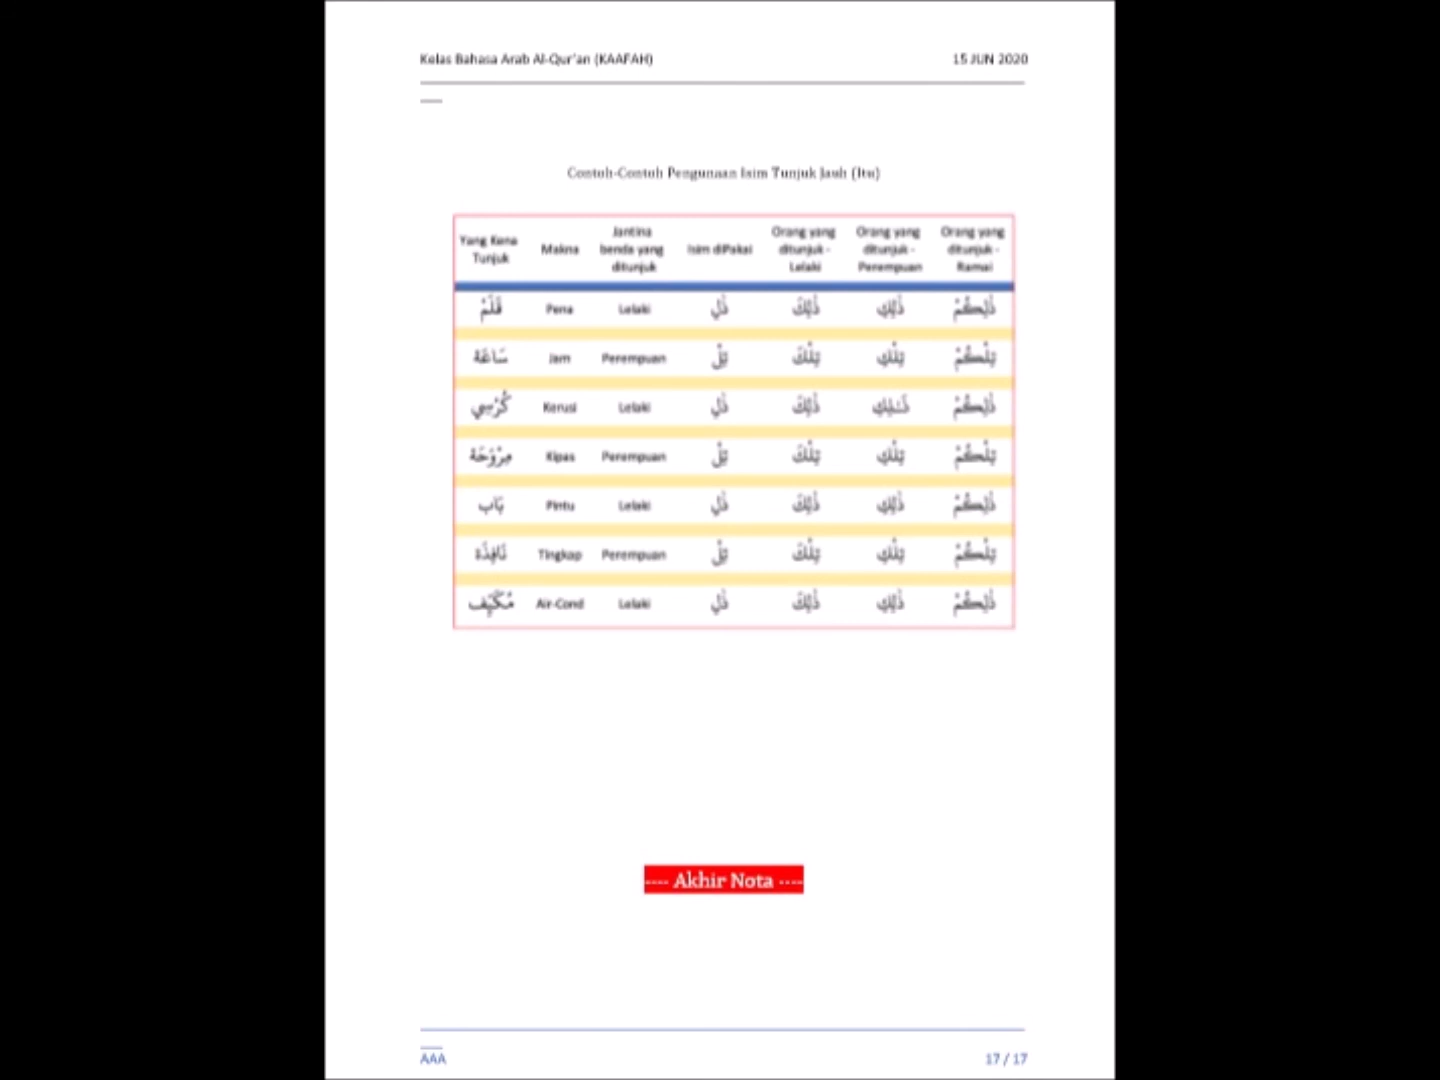 Kelas Bahasa Arab Al-Qur'an (KAAFAH) 15 JUN 2020
Contoh-Contoh Pengunaan Isim Tunjuk Jauh (Itu)
Yang Kena Tunjuk Makna Jantina benda yang ditunjuk Isim diPakai Orang yang ditunjuk - Lelaki Orang yang ditunjuk - Perempuan Orang yang ditunjuk - Ramai
قَلَمْ Pena Lelaki ذَٰلِ ذَٰلِكَ ذَٰلِكِ ذَٰلِكُمْ
سَاعَةْ Jam Perempuan تِلْ تِلْكَ تِلْكِ تِلْكُمْ
كُرْسِي Kerusi Lelaki ذَٰلِ ذَٰلِكَ ذَٰلِكِ ذَٰلِكُمْ
مِرْوَحَةْ Kipas Perempuan تِلْ تِلْكَ تِلْكِ تِلْكُمْ
بَاب Pintu Lelaki ذَٰلِ ذَٰلِكَ ذَٰلِكِ ذَٰلِكُمْ
نَافِذَة Tingkap Perempuan تِلْ تِلْكَ تِلْكِ تِلْكُمْ
مُكَيِّف Air-Cond Lelaki ذَٰلِ ذَٰلِكَ ذَٰلِكِ ذَٰلِكُمْ
---- Akhir Nota ----
AAA 17 / 17